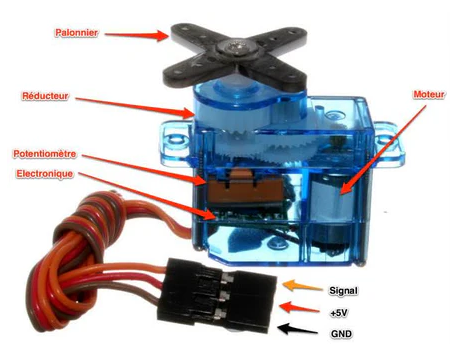 Palonnier
Réducteur
Moteur
Potentiomètre
Electronique
Signal
+5V
GND